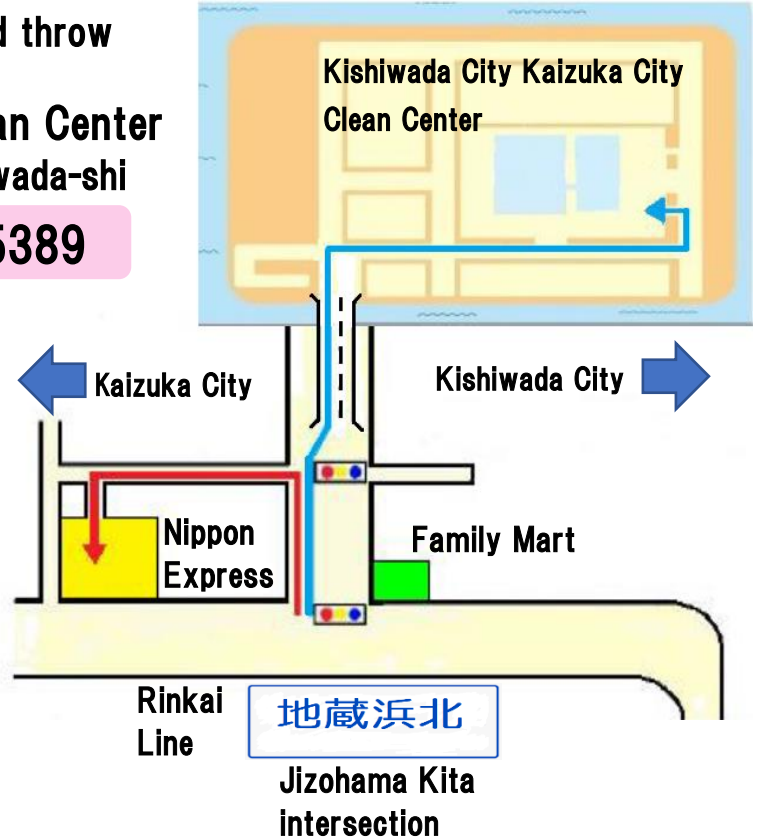 d throw
an Center
wada-shi
5389
Kishiwada City Kaizuka City
Clean Center
Kaizuka City
Kishiwada City
Nippon
Express
Family Mart
Rinkai
Line
地蔵浜北
Jizohama Kita
intersection